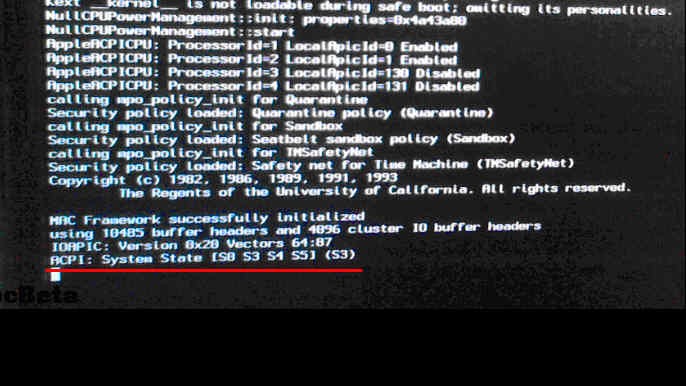 Kext __kernel__ is not loadable during safe boot; omitting its personalities.
NullCPUPowerManagement::init: properties=0x4a43a80
NullCPUPowerManagement::start
AppleACPICPU: ProcessorId=1 LocalApicId=0 Enabled
AppleACPICPU: ProcessorId=2 LocalApicId=1 Enabled
AppleACPICPU: ProcessorId=3 LocalApicId=130 Disabled
AppleACPICPU: ProcessorId=4 LocalApicId=131 Disabled
calling mpo_policy_init for Quarantine
Security policy loaded: Quarantine policy (Quarantine)
calling mpo_policy_init for Sandbox
Security policy loaded: Seatbelt sandbox policy (Sandbox)
calling mpo_policy_init for TMSafetyNet
Security policy loaded: Safety net for Time Machine (TMSafetyNet)
Copyright (c) 1982, 1986, 1989, 1991, 1993
The Regents of the University of California. All rights reserved.
MAC Framework successfully initialized
using 10485 buffer headers and 4096 cluster IO buffer headers
IOAPIC: Version 0x20 Vectors 64:87
ACPI: System State [S0 S3 S4 S5] (S3)